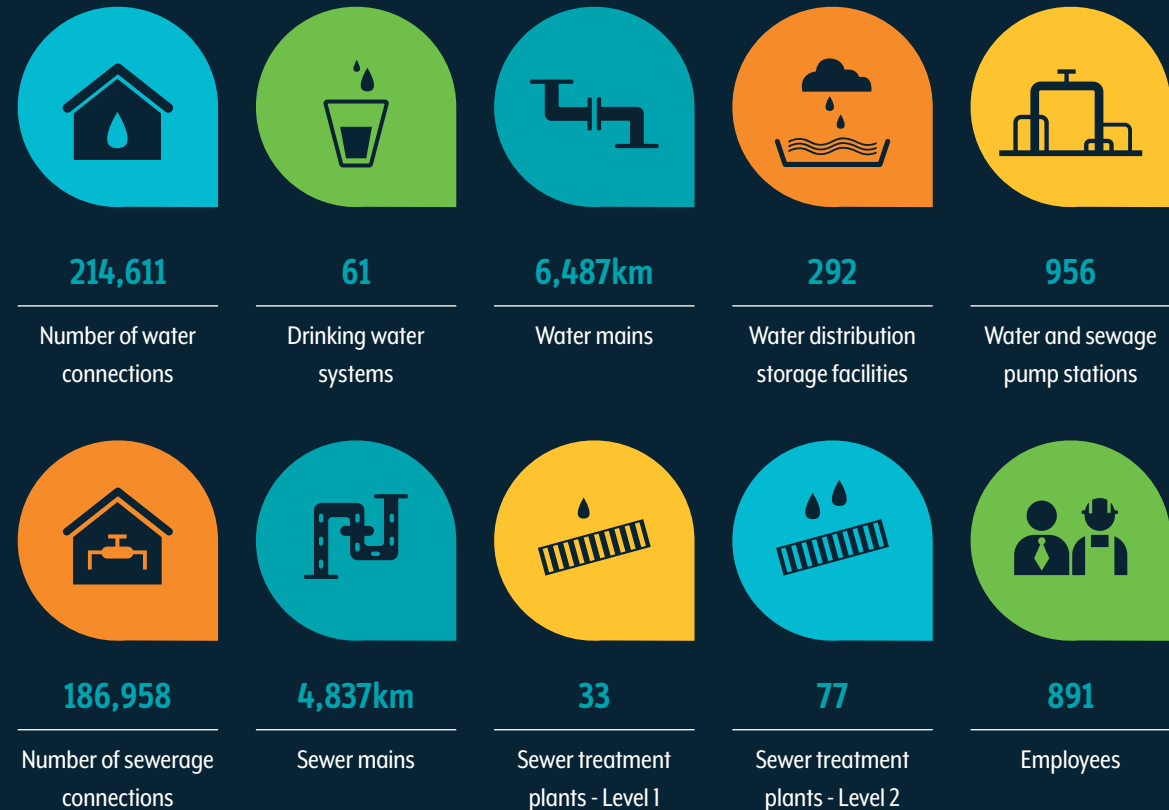 214,611
Number of water
connections
61
Drinking water
systems
6,487km
Water mains
292
Water distribution
storage facilities
956
Water and sewage
pump stations
186,958
Number of sewerage
connections
4,837km
Sewer mains
33
Sewer treatment
plants - Level 1
77
Sewer treatment
plants - Level 2
891
Employees